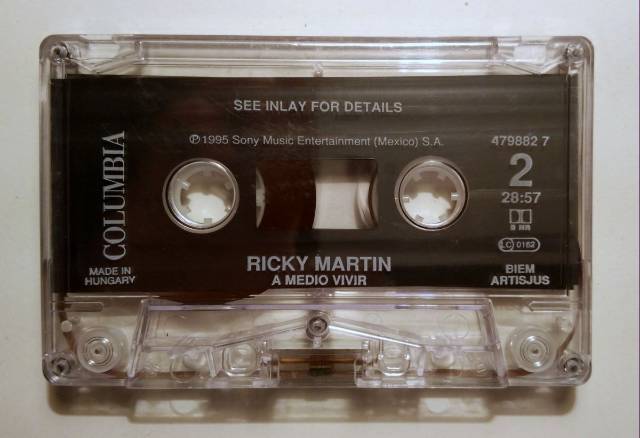 SEE INLAY FOR DETAILS
℗1995 Sony Music Entertainment (Mexico) S.A.
479882 7
2
28:57
COLUMBIA
B NR
LC 0162
RICKY MARTIN
A MEDIO VIVIR
MADE IN
HUNGARY
BIEM
ARTISJUS